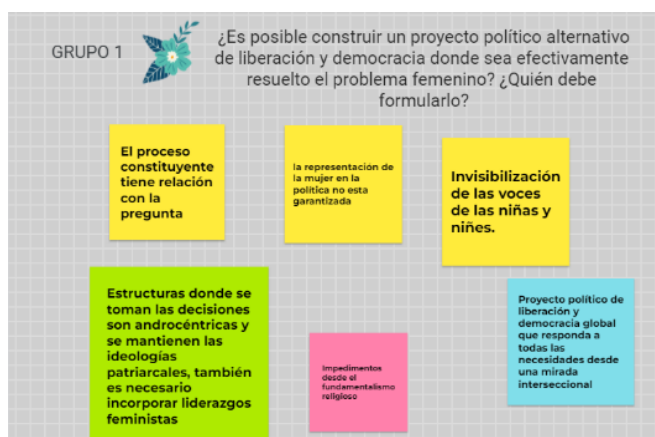 GRUPO 1
¿Es posible construir un proyecto político alternativo
de liberación y democracia donde sea efectivamente
resuelto el problema femenino? ¿Quién debe
formularlo?
El proceso
constituyente
tiene relación
con la
pregunta
la representación de
la mujer en la
política no esta
garantizada
Invisibilización
de las voces
de las niñas y
niñes.
Estructuras donde se
toman las decisiones
son androcéntricas y
se mantienen las
ideologías
patriarcales, también
es necesario
incorporar liderazgos
feministas
Impedimentos
desde el
fundamentalismo
religioso
Proyecto político de
liberación y
democracia global
que responda a
todas las
necesidades desde
una mirada
interseccional